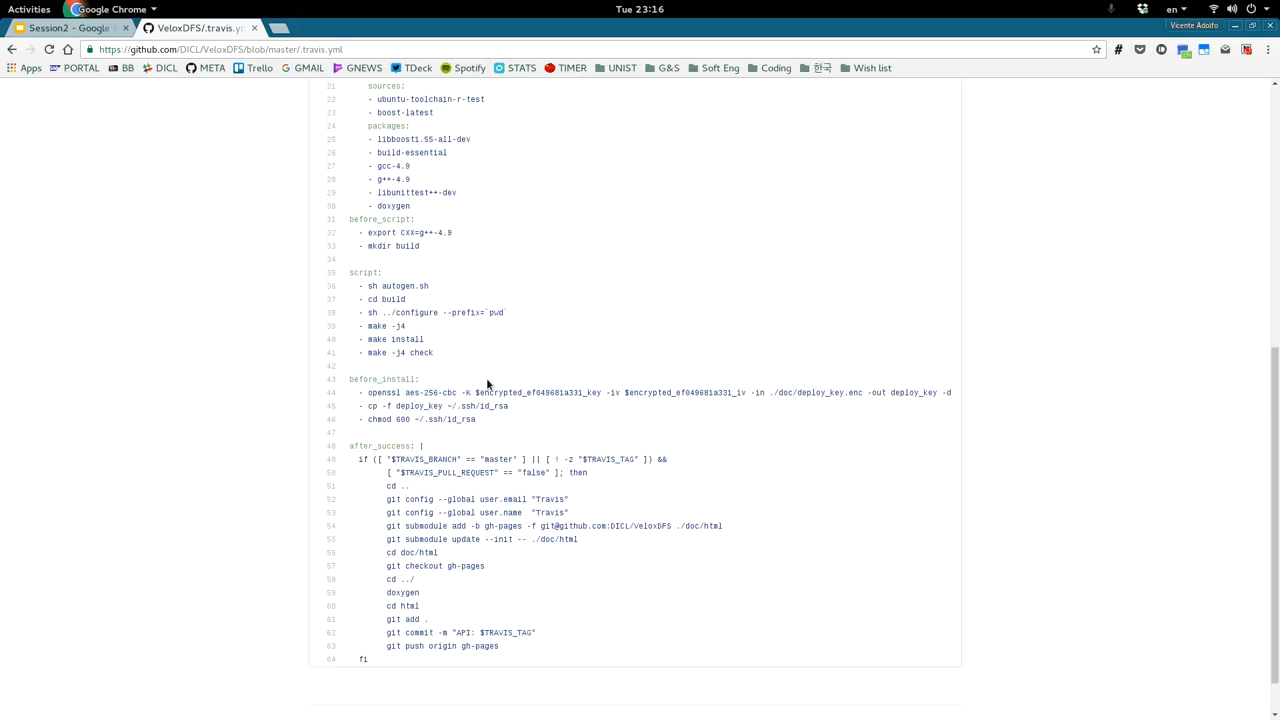 Activities Google Chrome Tue 23:16 en
Session2 - Google VeloxDFS/.travis.y Vicente Adolfo
https://github.com/DICL/VeloxDFS/blob/master/.travis.yml
Apps PORTAL BB DICL META Trello GMAIL GNEWS TDeck Spotify STATS TIMER UNIST G&S Soft Eng Coding 한국 Wish list
21 sources:
22 - ubuntu-toolchain-r-test
23 - boost-latest
24 packages:
25 - libboost1.55-all-dev
26 - build-essential
27 - gcc-4.9
28 - g++-4.9
29 - libunittest++-dev
30 - doxygen
31 before_script:
32 - export CXX=g++-4.9
33 - mkdir build
34
35 script:
36 - sh autogen.sh
37 - cd build
38 - sh ../configure --prefix=`pwd`
39 - make -j4
40 - make install
41 - make -j4 check
42
43 before_install:
44 - openssl aes-256-cbc -K $encrypted_ef049681a331_key -iv $encrypted_ef049681a331_iv -in ./doc/deploy_key.enc -out deploy_key -d
45 - cp -f deploy_key ~/.ssh/id_rsa
46 - chmod 600 ~/.ssh/id_rsa
47
48 after_success: |
49 if ([ "$TRAVIS_BRANCH" == "master" ] || [ ! -z "$TRAVIS_TAG" ]) &&
50 [ "$TRAVIS_PULL_REQUEST" == "false" ]; then
51 cd ..
52 git config --global user.email "Travis"
53 git config --global user.name "Travis"
54 git submodule add -b gh-pages -f git@github.com:DICL/VeloxDFS ./doc/html
55 git submodule update --init -- ./doc/html
56 cd doc/html
57 git checkout gh-pages
58 cd ../
59 doxygen
60 cd html
61 git add .
62 git commit -m "API: $TRAVIS_TAG"
63 git push origin gh-pages
64 fi